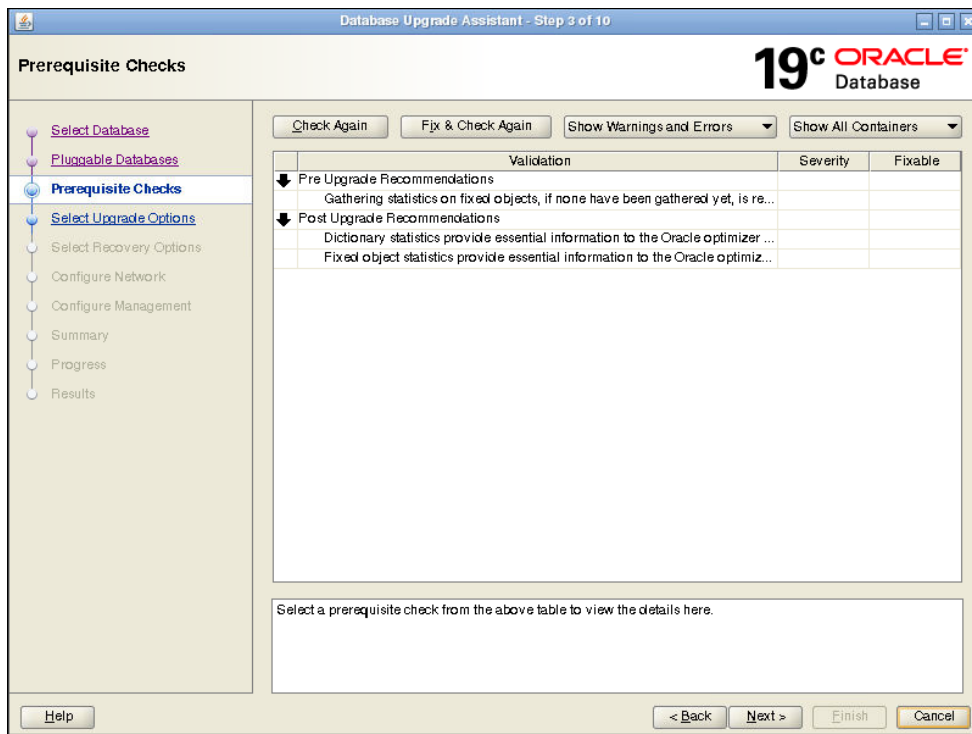 Database Upgrade Assistant - Step 3 of 10
Prerequisite Checks
19c ORACLE
Database
Select Database
Pluggable Databases
Prerequisite Checks
Select Upgrade Options
Select Recovery Options
Configure Network
Configure Management
Summary
Progress
Results
Check Again Fix & Check Again Show Warnings and Errors Show All Containers
Validation Severity Fixable
Pre Upgrade Recommendations
Gathering statistics on fixed objects, if none have been gathered yet, is re...
Post Upgrade Recommendations
Dictionary statistics provide essential information to the Oracle optimizer ...
Fixed object statistics provide essential information to the Oracle optimiz...
Select a prerequisite check from the above table to view the details here.
Help < Back Next > Finish Cancel